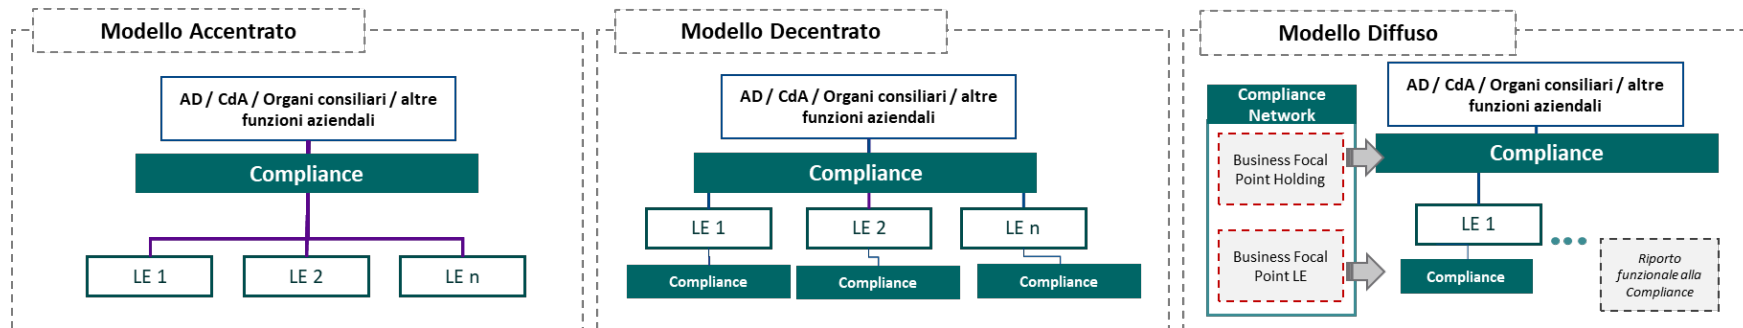 Modello Accentrato
AD / CdA / Organi consiliari / altre
funzioni aziendali
Compliance
LE 1
LE 2
LE n
Modello Decentrato
AD / CdA / Organi consiliari / altre
funzioni aziendali
Compliance
LE 1
LE 2
LE n
Compliance
Compliance
Compliance
Modello Diffuso
AD / CdA / Organi consiliari / altre
funzioni aziendali
Compliance
Network
Business Focal
Point Holding
Compliance
LE 1
Business Focal
Point LE
Compliance
Riporto
funzionale alla
Compliance